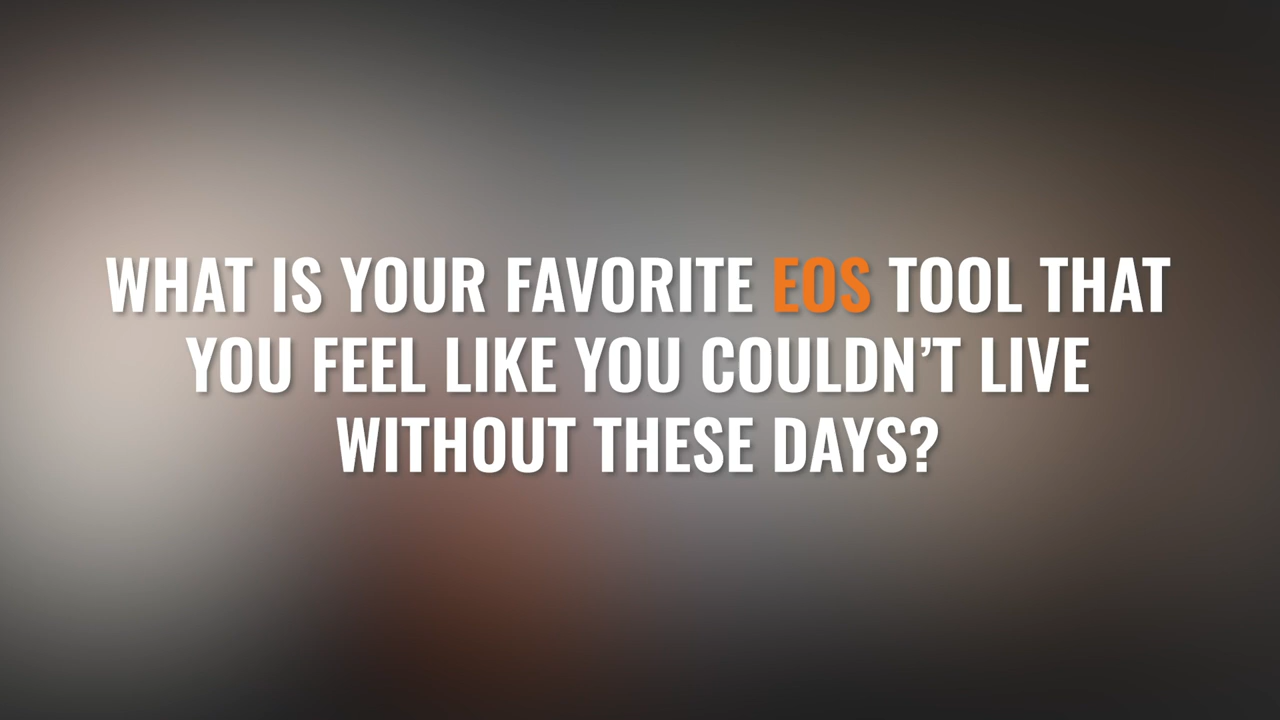 WHAT IS YOUR FAVORITE EOS TOOL THAT
YOU FEEL LIKE YOU COULDN’T LIVE
WITHOUT THESE DAYS?